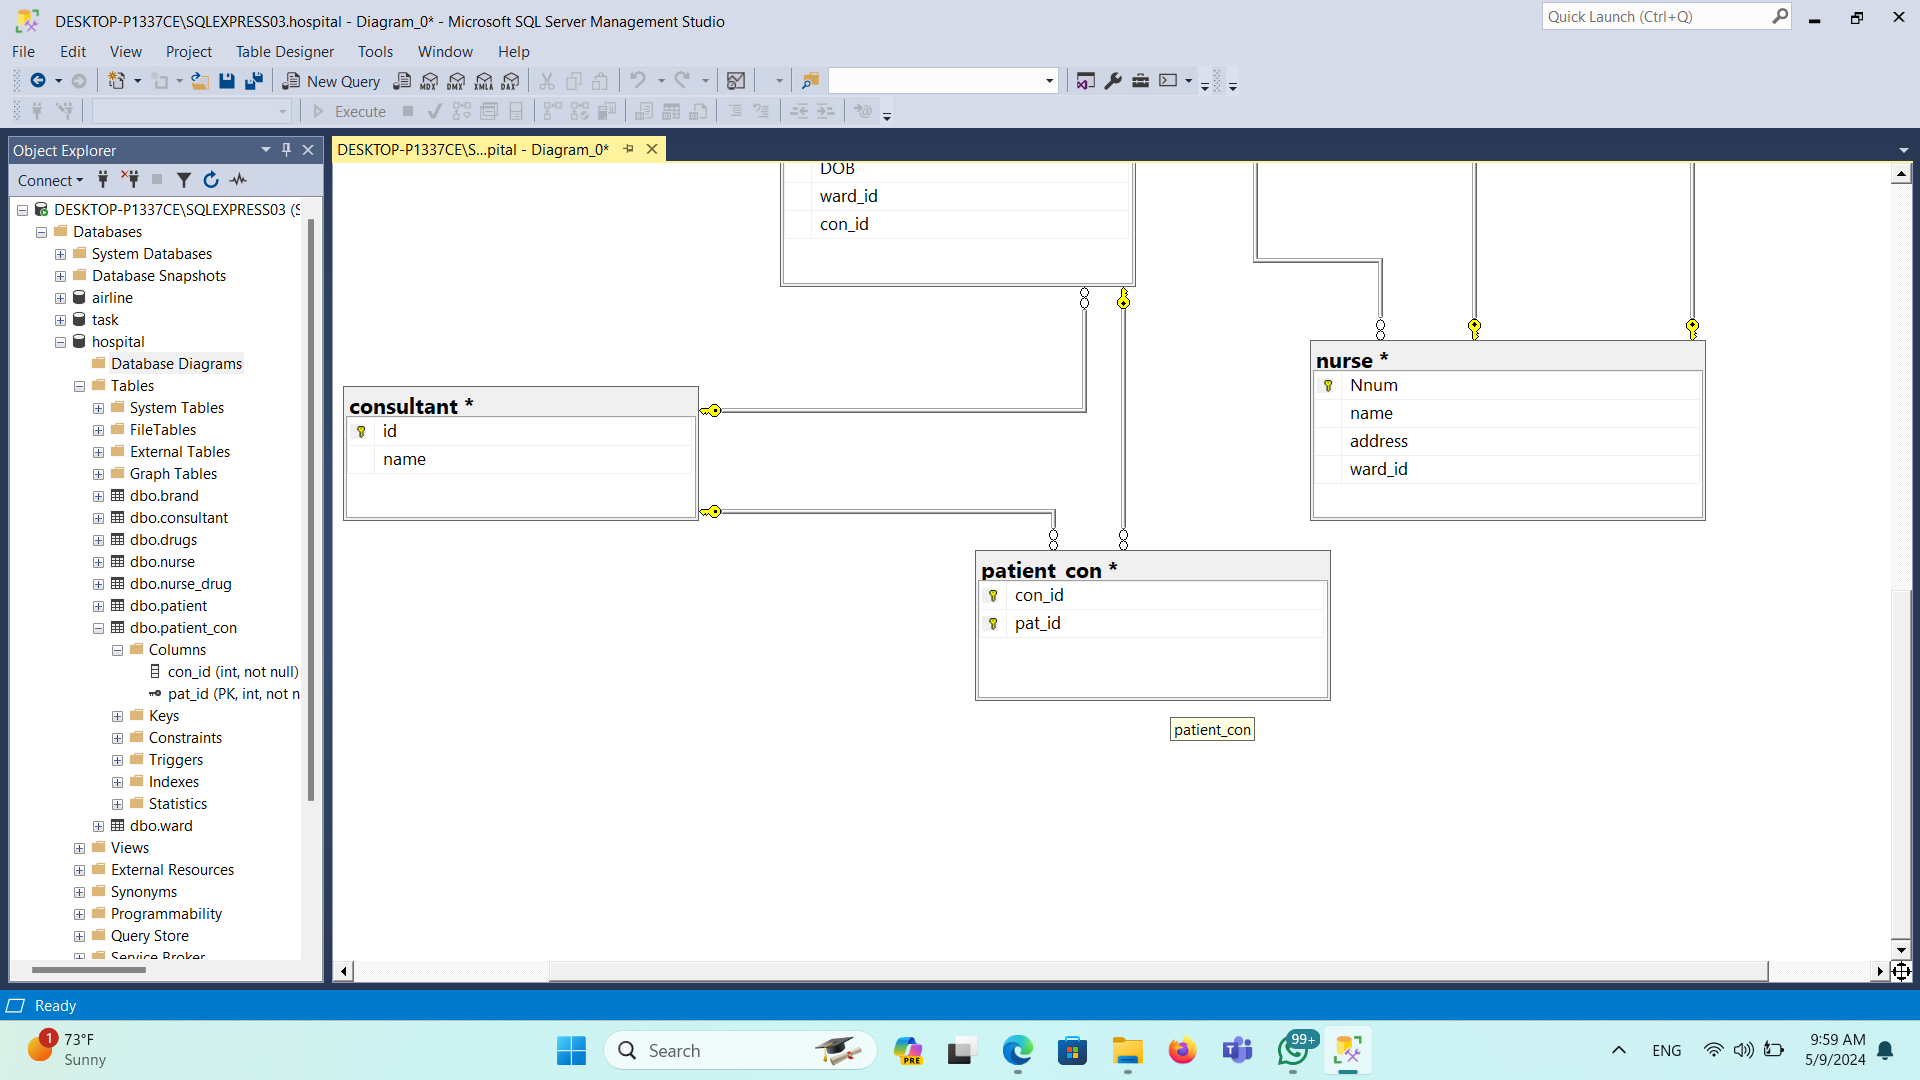 DESKTOP-P1337CE\SQLEXPRESS03.hospital - Diagram_0* - Microsoft SQL Server Management Studio
Quick Launch (Ctrl+Q)
File Edit View Project Table Designer Tools Window Help
New Query MDX DMX XMLA DAX
Execute
Object Explorer
DESKTOP-P1337CE\S...pital - Diagram_0*
Connect
DESKTOP-P1337CE\SQLEXPRESS03 (S
Databases
System Databases
Database Snapshots
airline
task
hospital
Database Diagrams
Tables
System Tables
FileTables
External Tables
Graph Tables
dbo.brand
dbo.consultant
dbo.drugs
dbo.nurse
dbo.nurse_drug
dbo.patient
dbo.patient_con
Columns
con_id (int, not null)
pat_id (PK, int, not n
Keys
Constraints
Triggers
Indexes
Statistics
dbo.ward
Views
External Resources
Synonyms
Programmability
Query Store
Service Broker
DOB
ward_id
con_id
consultant *
id
name
nurse *
Nnum
name
address
ward_id
patient_con *
con_id
pat_id
patient_con
Ready
1
73°F
Sunny
Search
PRE
99+
ENG
9:59 AM
5/9/2024